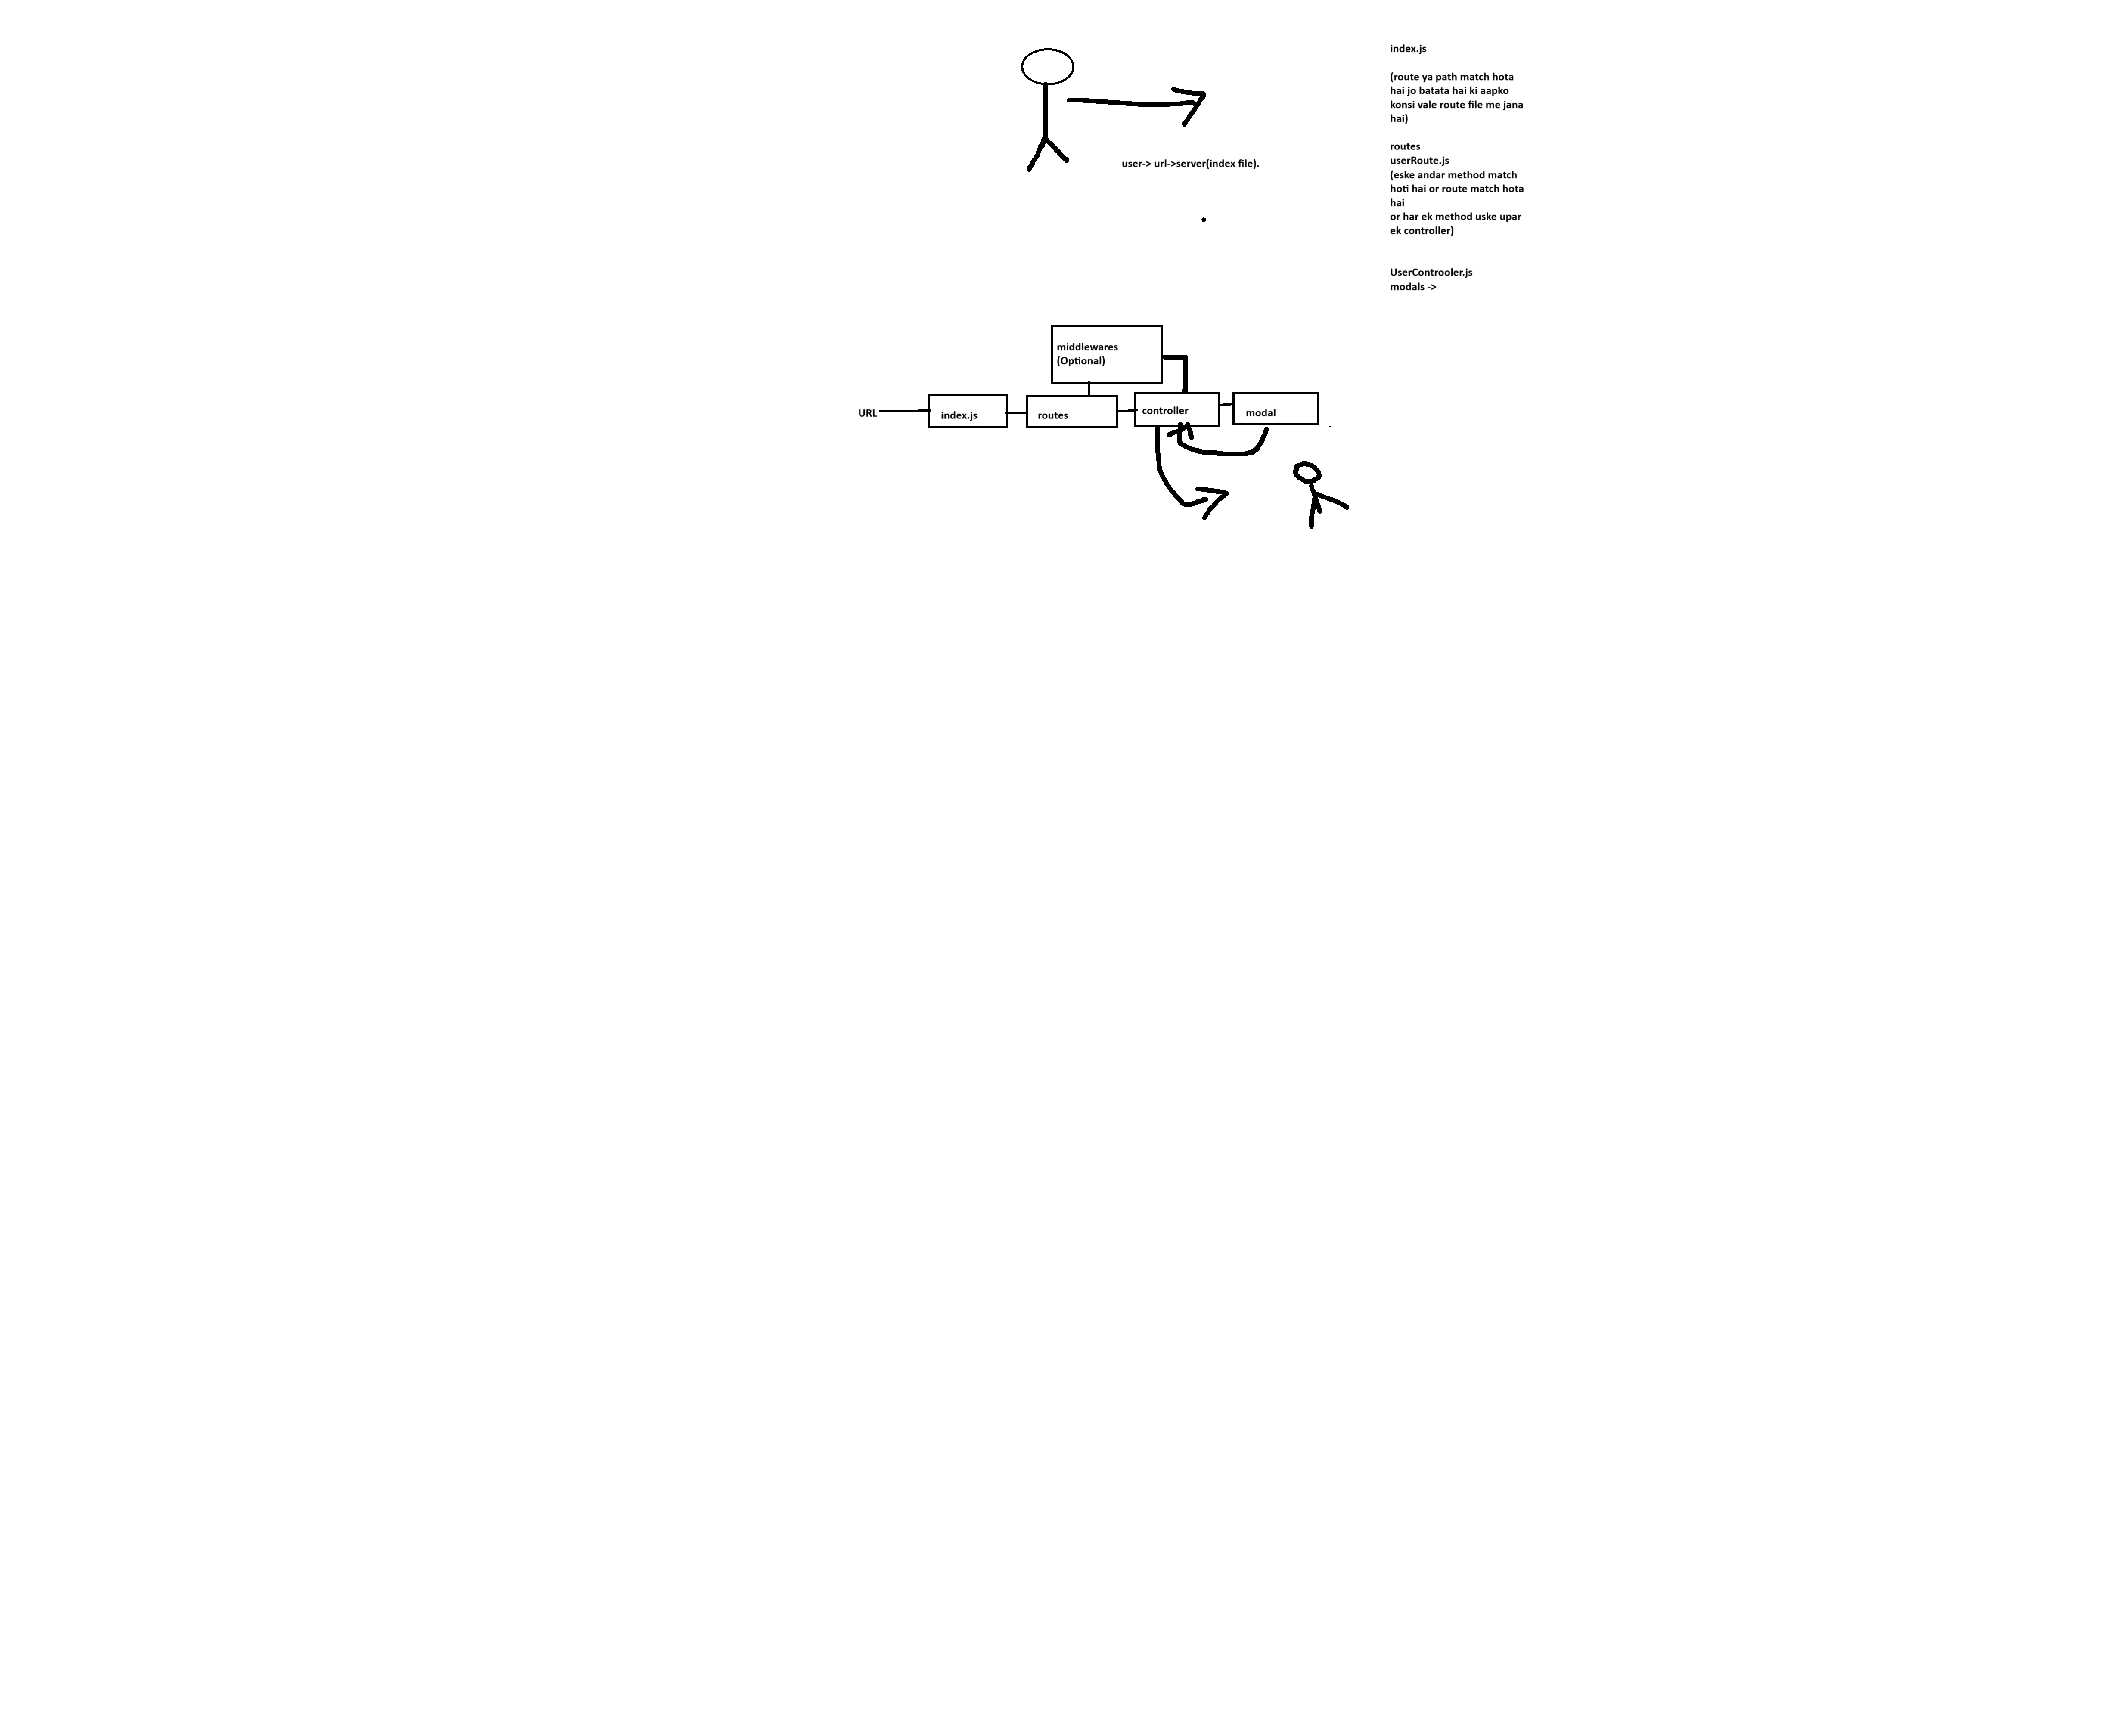 index.js
(route ya path match hota
hai jo batata hai ki aapko
konsi vale route file me jana
hai)
routes
userRoute.js
(eske andar method match
hoti hai or route match hota
hai
or har ek method uske upar
ek controller)
UserControoler.js
modals ->
user-> url->server(index file).
middlewares
(Optional)
URL
index.js
routes
controller
modal